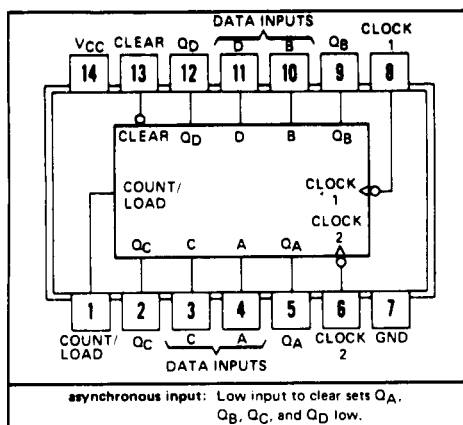 DATA INPUTS
CLOCK
VCC CLEAR QD D B QB 1
14 13 12 11 10 9 8
CLEAR QD D B QB
COUNT/
LOAD
CLOCK
1
CLOCK
2
QC C A QA
1 2 3 4 5 6 7
COUNT/
LOAD
QC C A QA CLOCK
2
GND
DATA INPUTS
asynchronous input: Low input to clear sets QA,
QB, QC, and QD low.